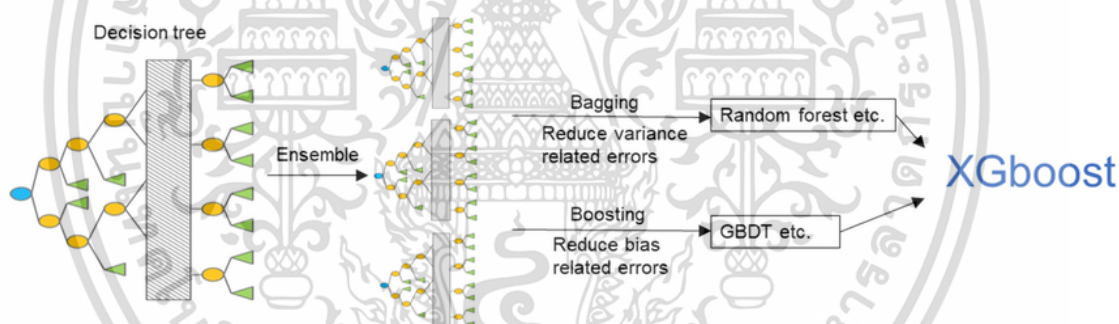 Decision tree
Ensemble
Bagging
Reduce variance
related errors
Random forest etc.
Boosting
Reduce bias
related errors
GBDT etc.
XGboost